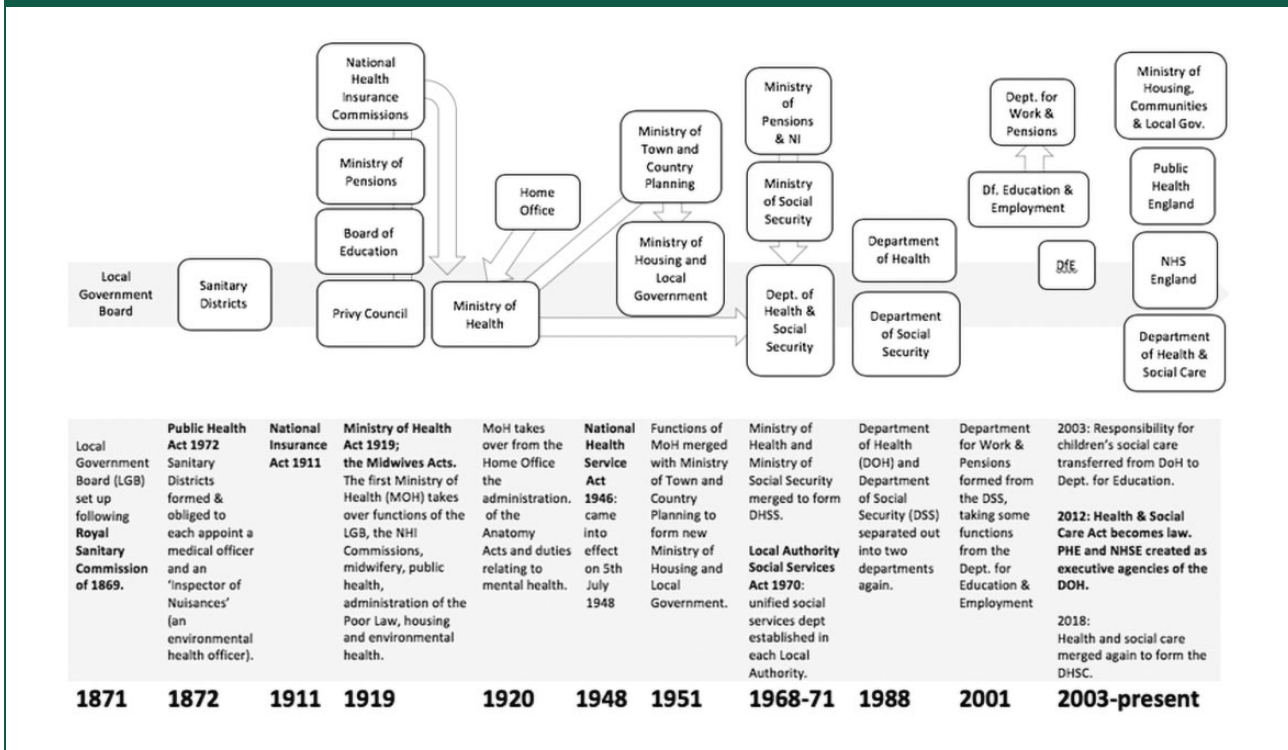 National
Health
Insurance
Commissions
Ministry of
Pensions
Board of
Education
Privy Council
Local
Government
Board
Sanitary
Districts
Home
Office
Ministry of
Health
Ministry of
Town and
Country
Planning
Ministry of
Housing and
Local
Government
Ministry
of
Pensions
& NI
Ministry
of Social
Security
Dept. of
Health &
Social
Security
Department
of Health
Department
of Social
Security
Dept. for
Work &
Pensions
Df. Education &
Employment
DfE
Ministry of
Housing,
Communities
& Local Gov.
Public
Health
England
NHS
England
Department
of Health &
Social Care
Local
Government
Board (LGB)
set up
following
Royal
Sanitary
Commission
of 1869.
Public Health
Act 1972
Sanitary
Districts
formed &
obliged to
each appoint a
medical officer
and an
‘Inspector of
Nuisances’
(an
environmental
health officer).
National
Insurance
Act 1911
Ministry of Health
Act 1919;
the Midwives Acts.
The first Ministry of
Health (MOH) takes
over functions of the
LGB, the NHI
Commissions,
midwifery, public
health,
administration of the
Poor Law, housing
and environmental
health.
MoH takes
over from the
Home Office
the
administration.
of the
Anatomy
Acts and duties
relating to
mental health.
National
Health
Service
Act
1946:
came
into
effect
on 5th
July
1948
Functions of
MoH merged
with Ministry
of Town and
Country
Planning to
form new
Ministry of
Housing and
Local
Government.
Ministry of
Health and
Ministry of
Social Security
merged to form
DHSS.
Local Authority
Social Services
Act 1970:
unified social
services dept
established in
each Local
Authority.
Department
of Health
(DOH) and
Department
of Social
Security (DSS)
separated out
into two
departments
again.
Department
for Work &
Pensions
formed from
the DSS,
taking some
functions
from the
Dept. for
Education &
Employment
2003: Responsibility for
children's social care
transferred from DoH to
Dept. for Education.
2012: Health & Social
Care Act becomes law.
PHE and NHSE created as
executive agencies of the
DOH.
2018:
Health and social care
merged again to form the
DHSC.
1871
1872
1911
1919
1920
1948
1951
1968-71
1988
2001
2003-present